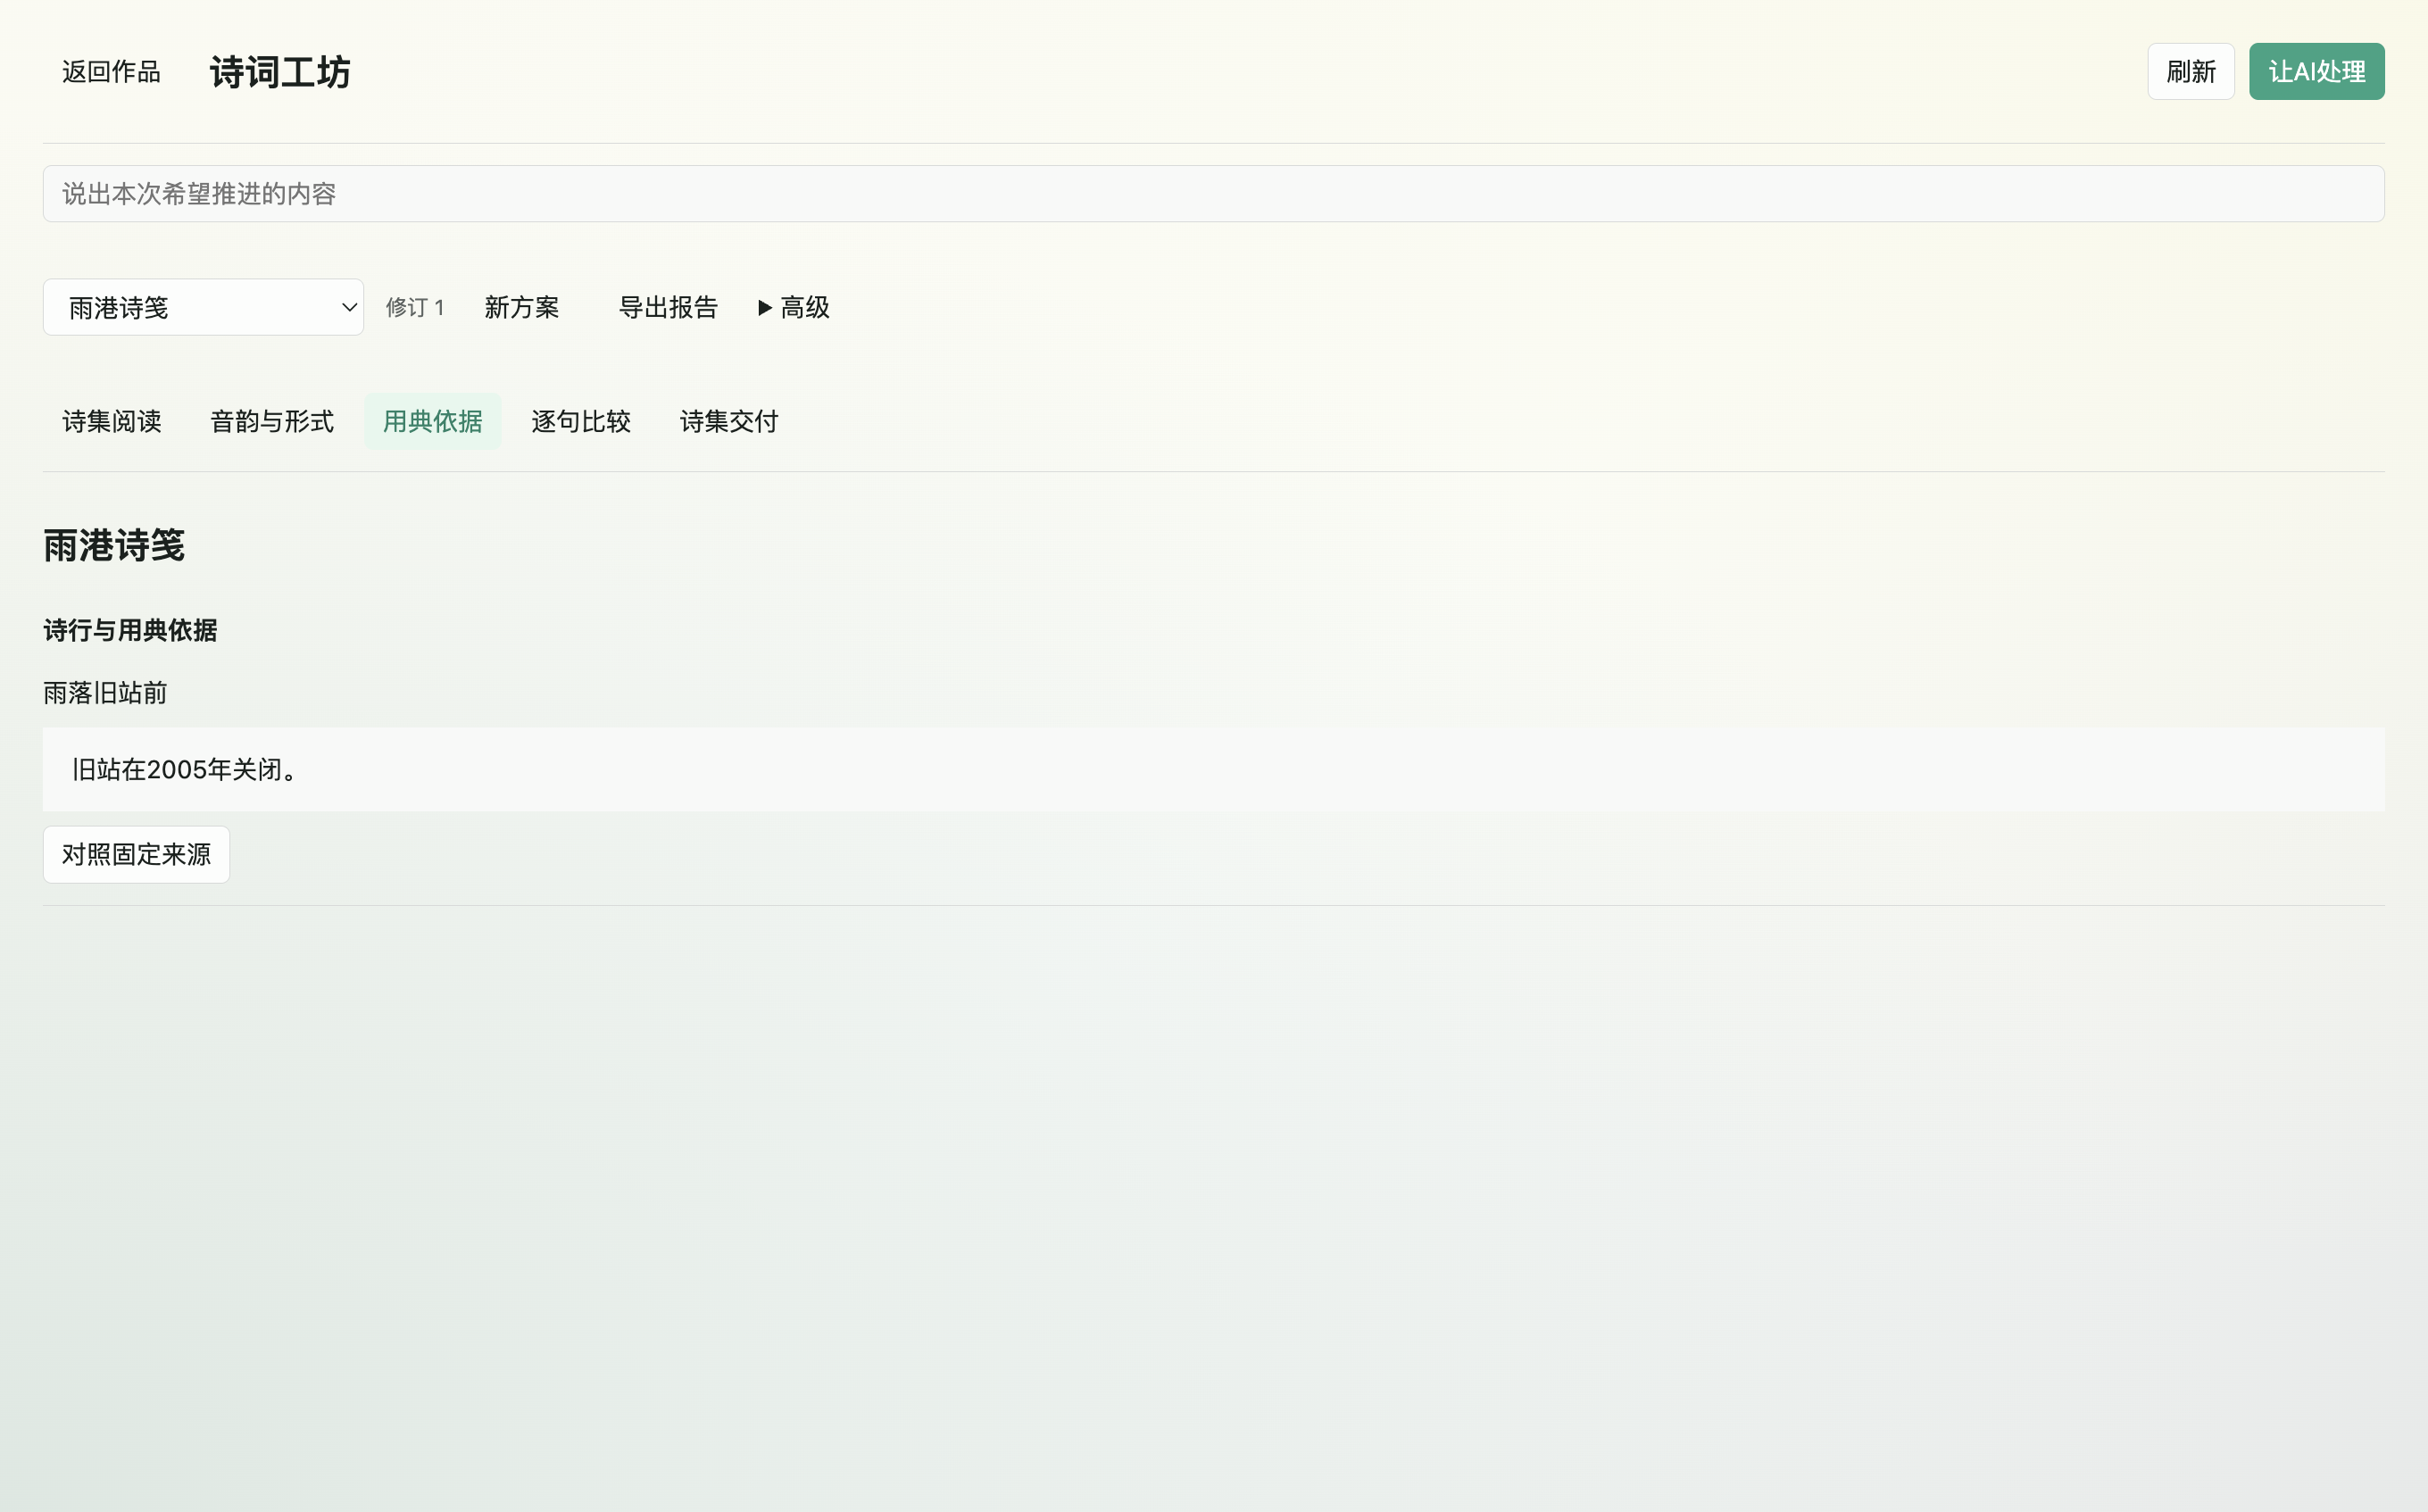 返回作品 诗词工坊 刷新 让AI处理
说出本次希望推进的内容
雨港诗笺 修订 1 新方案 导出报告 ▶ 高级
诗集阅读 音韵与形式 用典依据 逐句比较 诗集交付
雨港诗笺
诗行与用典依据
雨落旧站前
旧站在2005年关闭。
对照固定来源